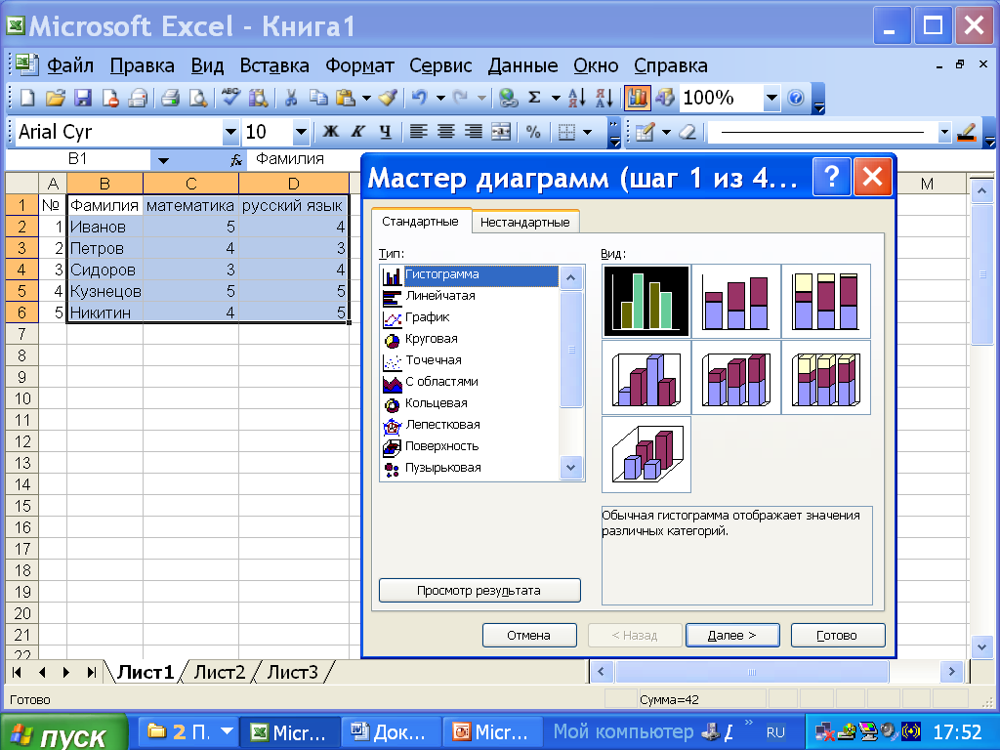 Microsoft Excel - Книга1
Файл Правка Вид Вставка Формат Сервис Данные Окно Справка
100%
Arial Cyr 10 Ж К Ч %
B1 fx Фамилия
A B C D M
1 № Фамилия математика русский язык
2 1 Иванов 5 4
3 2 Петров 4 3
4 3 Сидоров 3 4
5 4 Кузнецов 5 5
6 5 Никитин 4 5
7
8
9
10
11
12
13
14
15
16
17
18
19
20
21
22
Мастер диаграмм (шаг 1 из 4...
Стандартные Нестандартные
Тип:
Гистограмма
Линейчатая
График
Круговая
Точечная
С областями
Кольцевая
Лепестковая
Поверхность
Пузырьковая
Вид:
Обычная гистограмма отображает значения
различных категорий.
Просмотр результата
Отмена < Назад Далее > Готово
Лист1 Лист2 Лист3
Готово Сумма=42
пуск 2 П. Micr... Док... Micr... Мой компьютер » RU 17:52